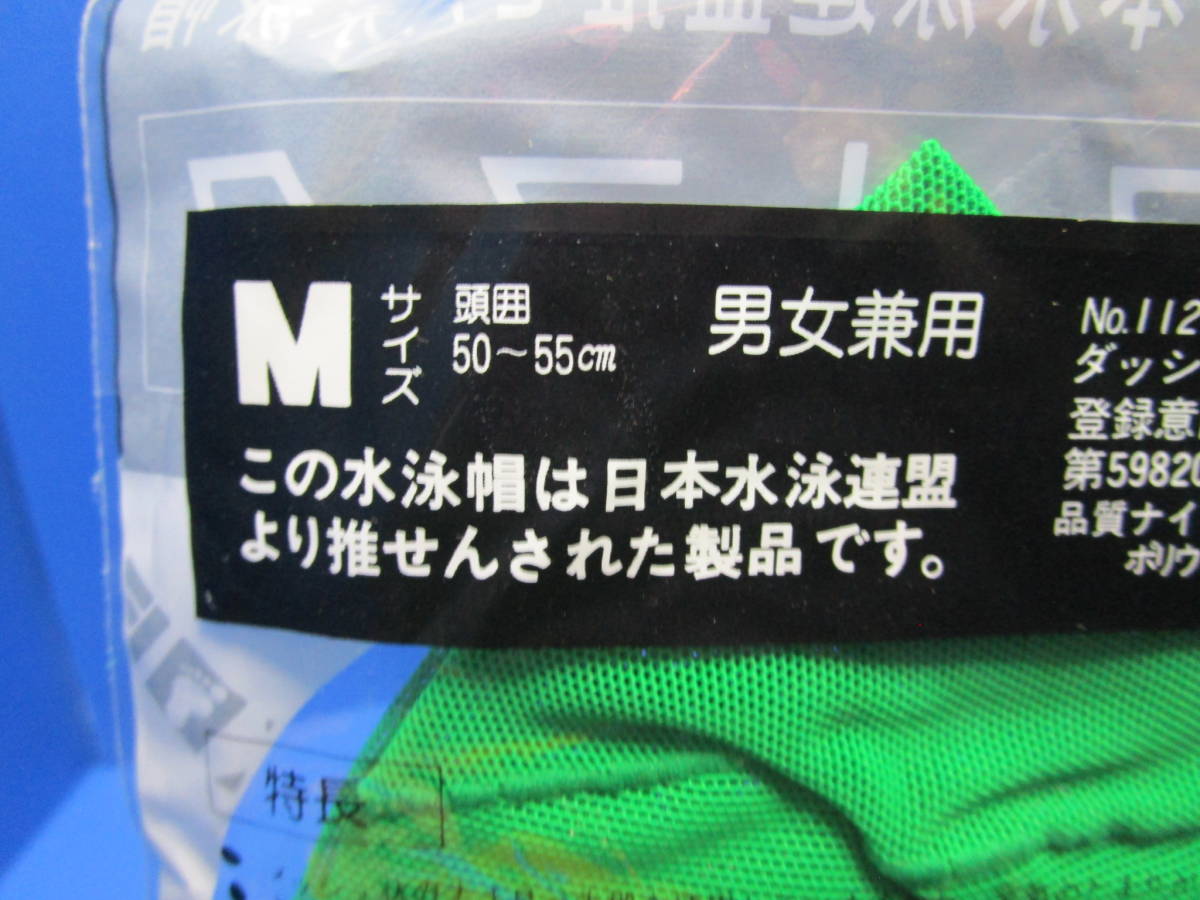 M サイズ 頭囲 男女兼用
50～55cm
この水泳帽は日本水泳連盟
より推せんされた製品です。
No.112
ダッシ
登録意
第59820
品質ナイ
ポリウ
特長